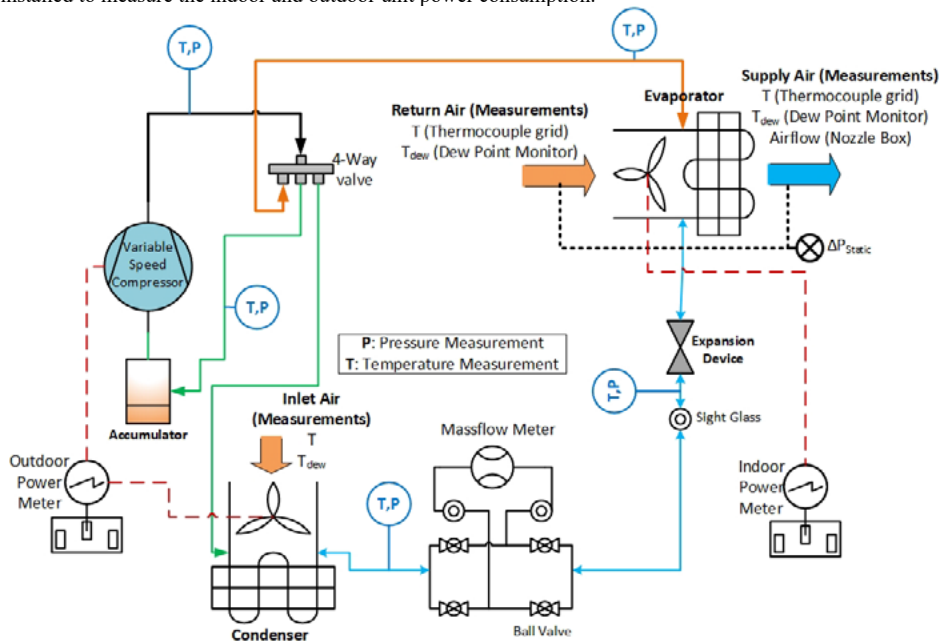 installed to measure the indoor and outdoor unit power consumption.
T,P
T,P
Return Air (Measurements)
T (Thermocouple grid)
Tdew (Dew Point Monitor)
Evaporator
Supply Air (Measurements)
T (Thermocouple grid)
Tdew (Dew Point Monitor)
Airflow (Nozzle Box)
4-Way
valve
ΔPStatic
Variable
Speed
Compressor
T,P
P: Pressure Measurement
T: Temperature Measurement
Expansion
Device
T,P
Sight Glass
Accumulator
Inlet Air
(Measurements)
T
Tdew
Massflow Meter
Outdoor
Power
Meter
T,P
Indoor
Power
Meter
Ball Valve
Condenser